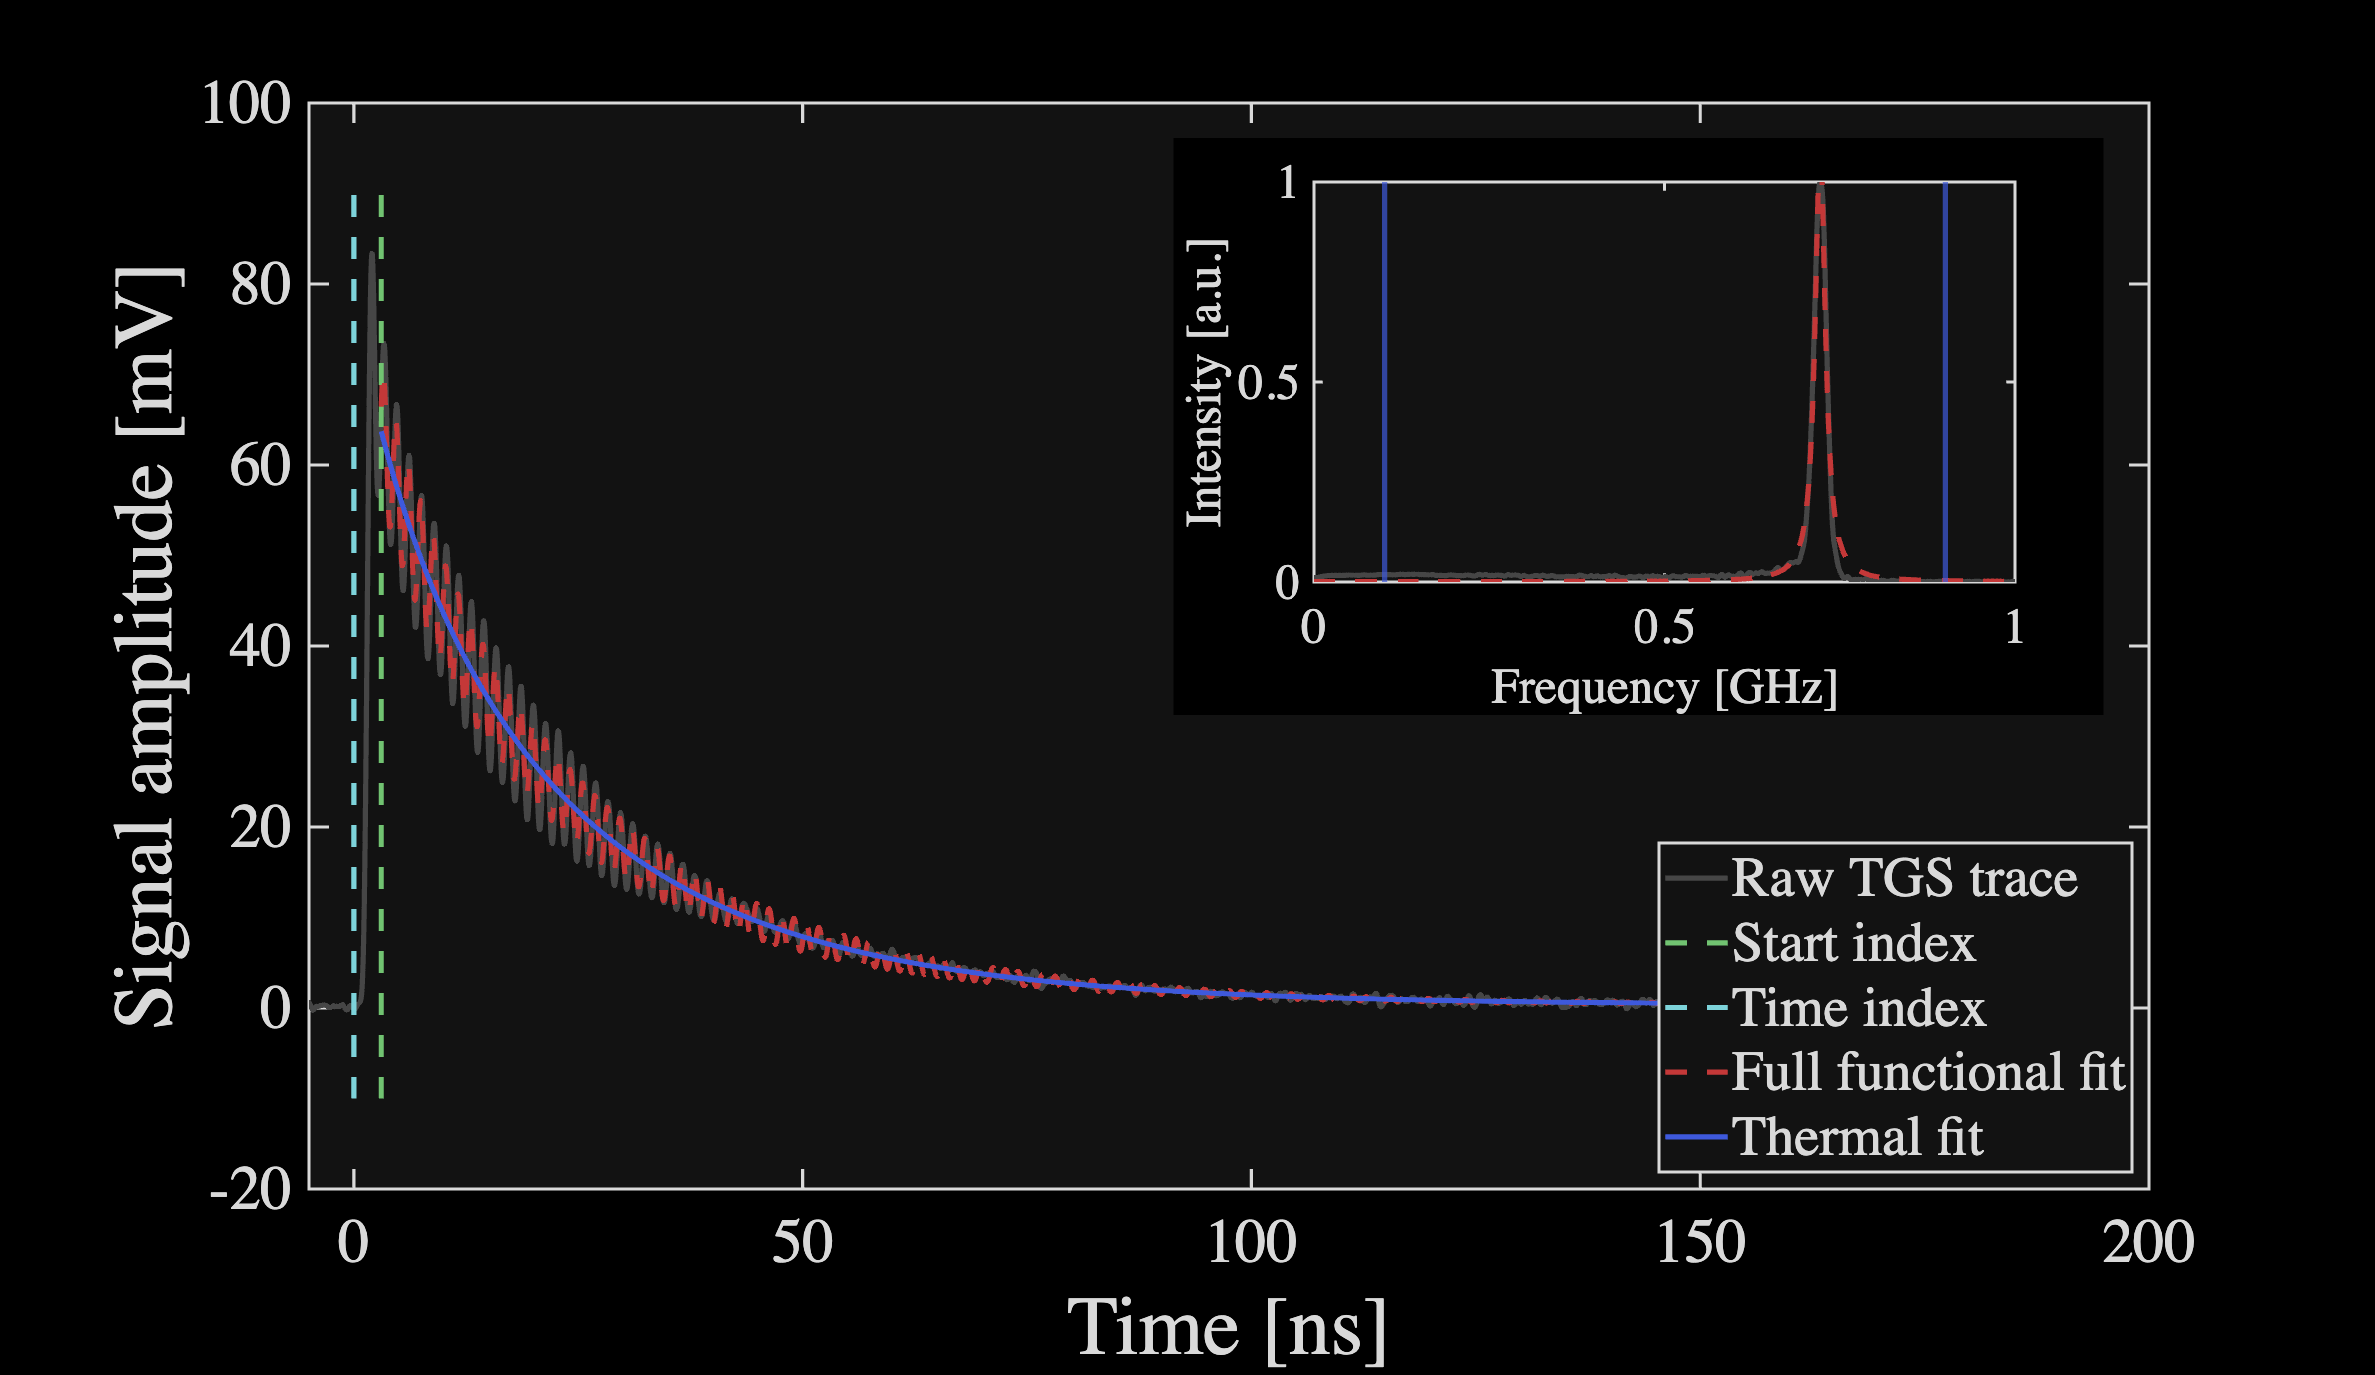 100
80
60
40
20
0
-20
Signal amplitude [mV]
0
50
100
150
200
Time [ns]
1
0.5
0
Intensity [a.u.]
0
0.5
1
Frequency [GHz]
Raw TGS trace
Start index
Time index
Full functional fit
Thermal fit